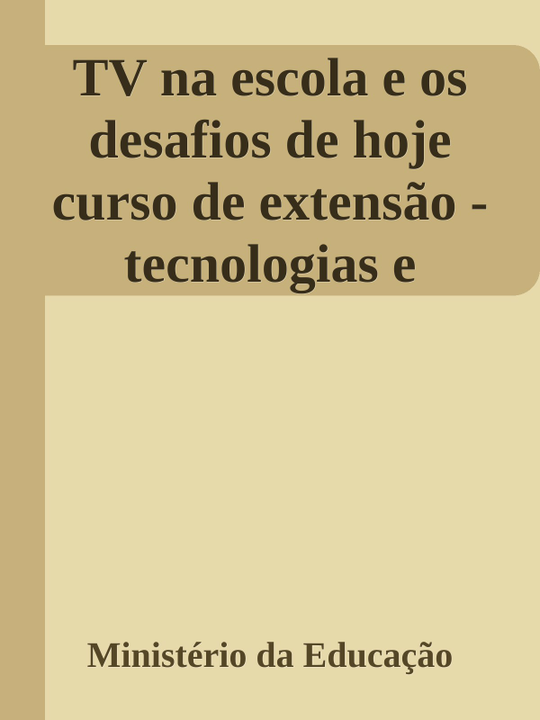 TV na escola e os
desafios de hoje
curso de extensão -
tecnologias e
Ministério da Educação